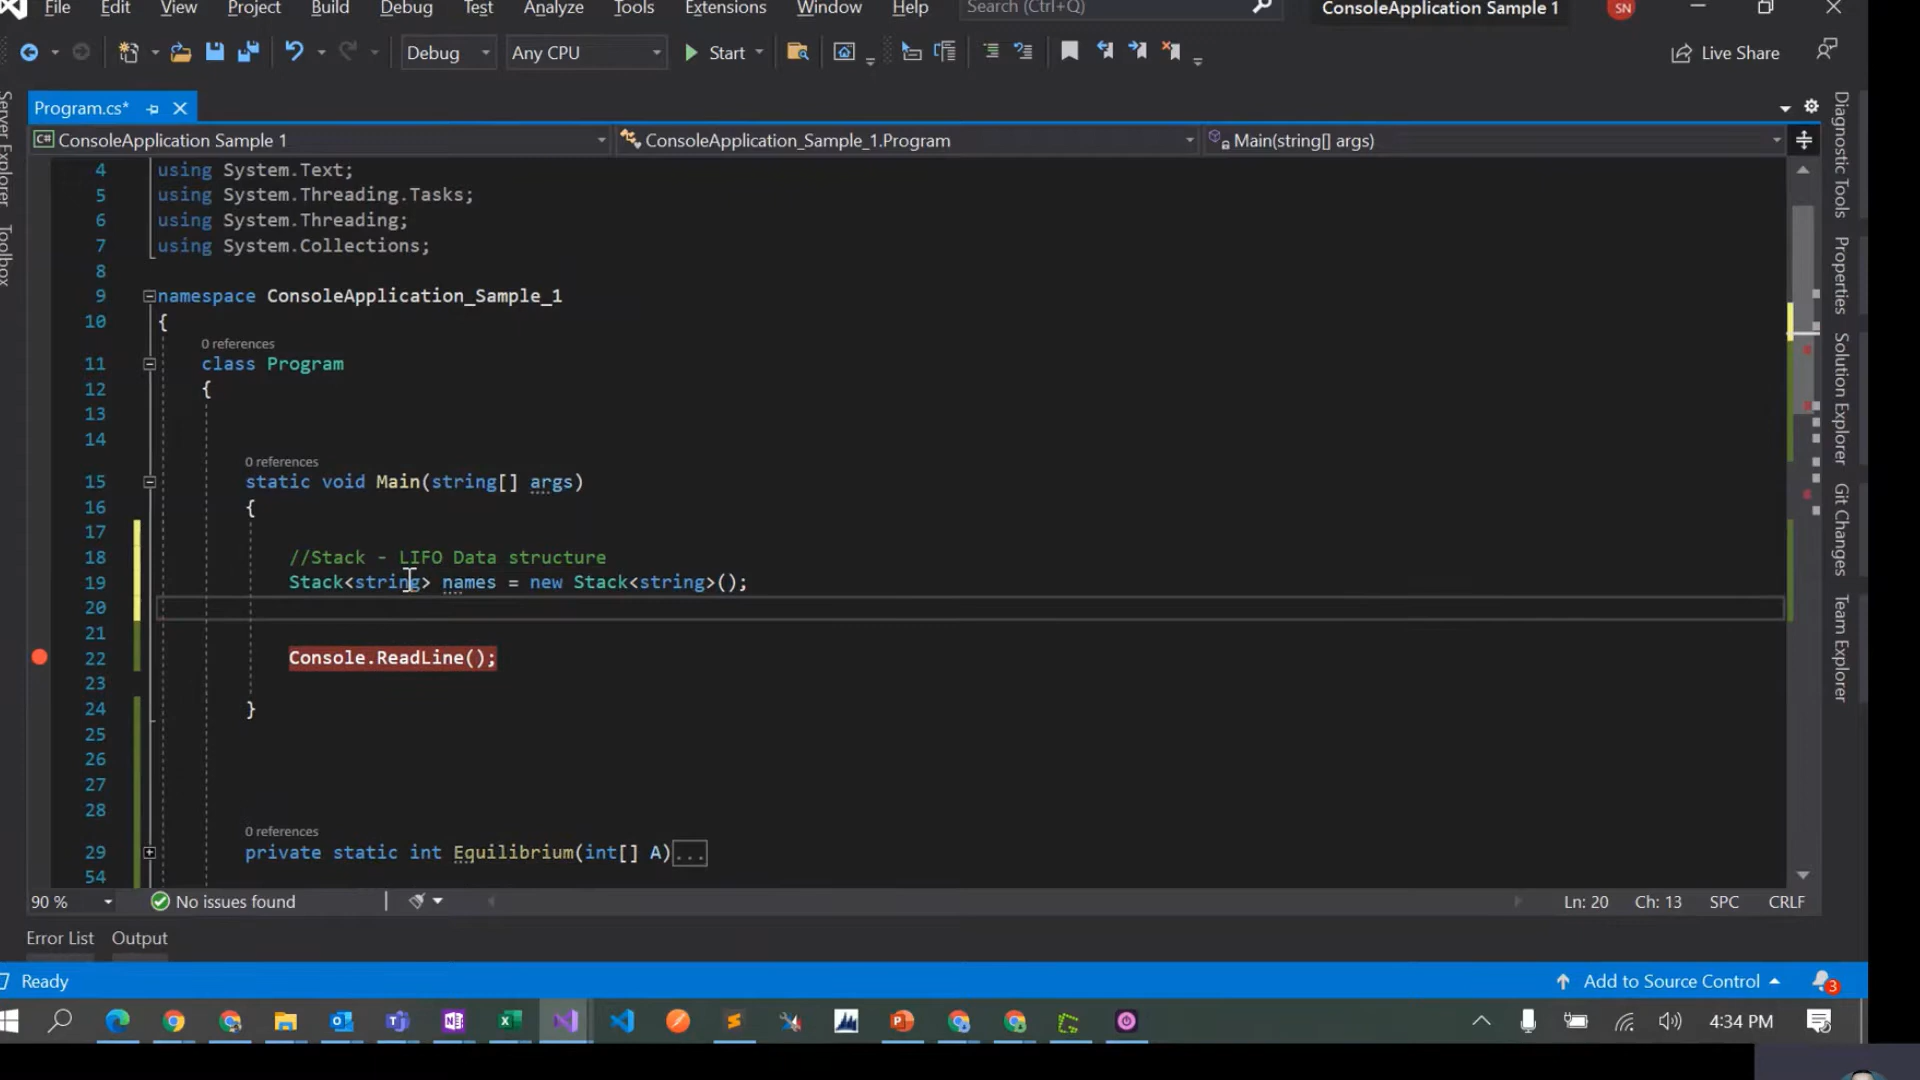 File Edit View Project Build Debug Test Analyze Tools Extensions Window Help Search (Ctrl+Q) ConsoleApplication Sample 1 SN
Debug Any CPU Start Live Share
Program.cs*
C# ConsoleApplication Sample 1 ConsoleApplication_Sample_1.Program Main(string[] args)
4 using System.Text;
5 using System.Threading.Tasks;
6 using System.Threading;
7 using System.Collections;
8
9 namespace ConsoleApplication_Sample_1
10 {
0 references
11 class Program
12 {
13
14
0 references
15 static void Main(string[] args)
16 {
17
18 //Stack - LIFO Data structure
19 Stack<string> names = new Stack<string>();
20
21
22 Console.ReadLine();
23
24 }
25
26
27
28
0 references
29 private static int Equilibrium(int[] A)...
54
90 % No issues found Ln: 20 Ch: 13 SPC CRLF
Error List Output
Ready Add to Source Control 3
4:34 PM
Server Explorer
Toolbox
Diagnostic Tools
Properties
Solution Explorer
Git Changes
Team Explorer